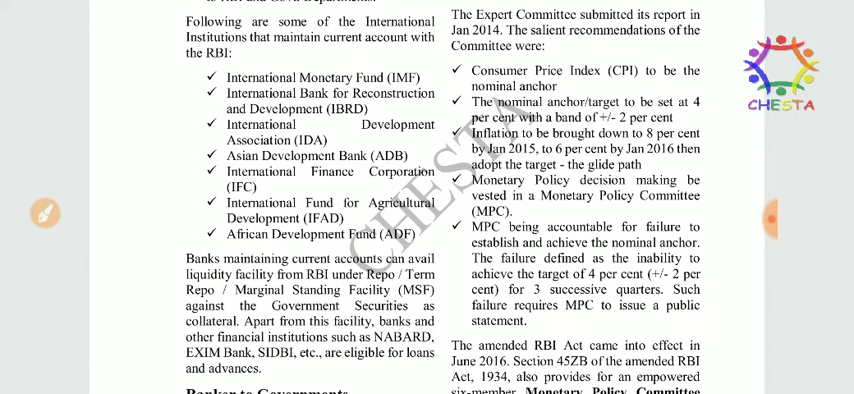 Following are some of the International
Institutions that maintain current account with
the RBI:
✓ International Monetary Fund (IMF)
✓ International Bank for Reconstruction
and Development (IBRD)
✓ International Development
Association (IDA)
✓ Asian Development Bank (ADB)
✓ International Finance Corporation
(IFC)
✓ International Fund for Agricultural
Development (IFAD)
✓ African Development Fund (ADF)
Banks maintaining current accounts can avail
liquidity facility from RBI under Repo / Term
Repo / Marginal Standing Facility (MSF)
against the Government Securities as
collateral. Apart from this facility, banks and
other financial institutions such as NABARD,
EXIM Bank, SIDBI, etc., are eligible for loans
and advances.
Banker to Governments
The Expert Committee submitted its report in
Jan 2014. The salient recommendations of the
Committee were:
✓ Consumer Price Index (CPI) to be the
nominal anchor
✓ The nominal anchor/target to be set at 4
per cent with a band of +/- 2 per cent
✓ Inflation to be brought down to 8 per cent
by Jan 2015, to 6 per cent by Jan 2016 then
adopt the target - the glide path
✓ Monetary Policy decision making be
vested in a Monetary Policy Committee
(MPC).
✓ MPC being accountable for failure to
establish and achieve the nominal anchor.
The failure defined as the inability to
achieve the target of 4 per cent (+/- 2 per
cent) for 3 successive quarters. Such
failure requires MPC to issue a public
statement.
The amended RBI Act came into effect in
June 2016. Section 45ZB of the amended RBI
Act, 1934, also provides for an empowered
six-member Monetary Policy Committee
CHESTA
CHESTA